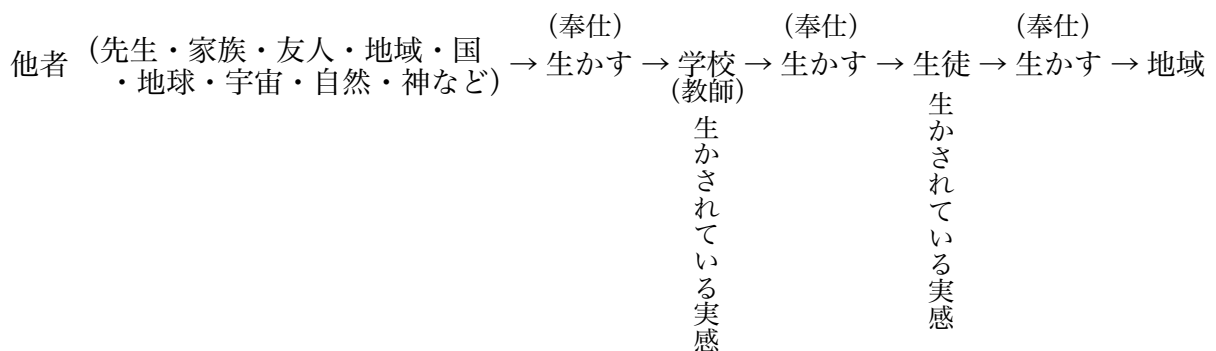 (奉仕) (奉仕) (奉仕)
他者 (先生・家族・友人・地域・国・地球・宇宙・自然・神など) → 生かす → 学校 → 生かす → 生徒 → 生かす → 地域
(教師)
生かされている実感
生かされている実感